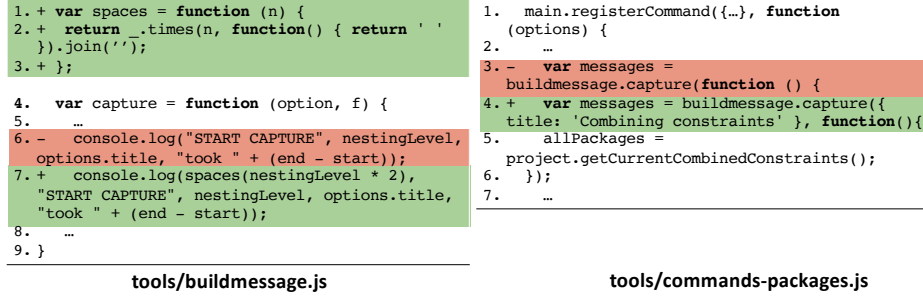 1. + var spaces = function (n) {
2. +  return _.times(n, function() { return ' '
}).join('');
3. + };
4.   var capture = function (option, f) {
5.     …
6. –    console.log("START CAPTURE", nestingLevel,
options.title, "took " + (end – start));
7. +    console.log(spaces(nestingLevel * 2),
"START CAPTURE", nestingLevel, options.title,
"took " + (end – start));
8.     …
9. }
tools/buildmessage.js
1.   main.registerCommand({…}, function
(options) {
2.     …
3. –    var messages =
buildmessage.capture(function () {
4. +    var messages = buildmessage.capture({
title: 'Combining constraints' }, function(){
5.     allPackages =
project.getCurrentCombinedConstraints();
6.   });
7.     …
tools/commands-packages.js